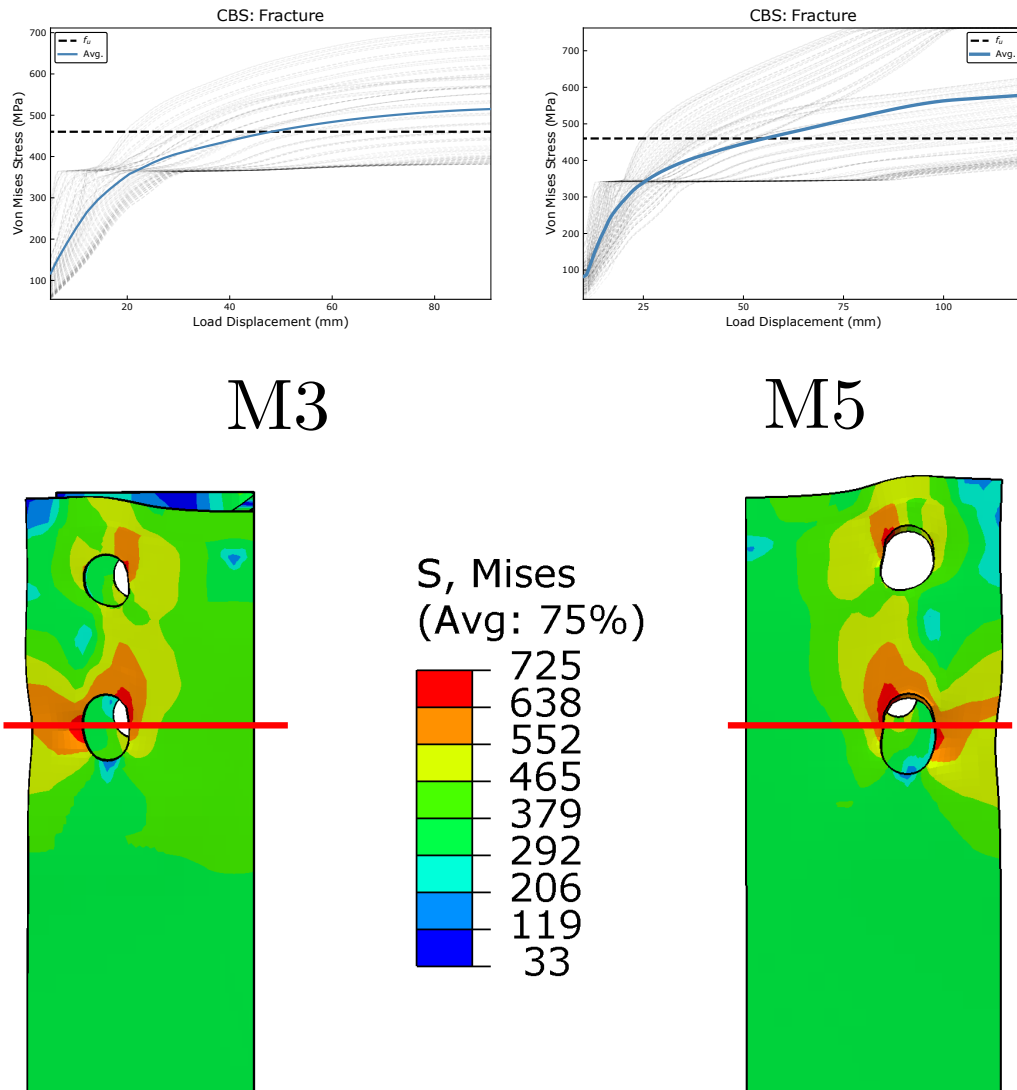 CBS: Fracture
f_u
Avg.
700
600
500
400
300
200
100
Von Mises Stress (MPa)
20
40
60
80
Load Displacement (mm)
CBS: Fracture
f_u
Avg.
700
600
500
400
300
200
100
Von Mises Stress (MPa)
25
50
75
100
Load Displacement (mm)
M3
M5
S, Mises
(Avg: 75%)
725
638
552
465
379
292
206
119
33